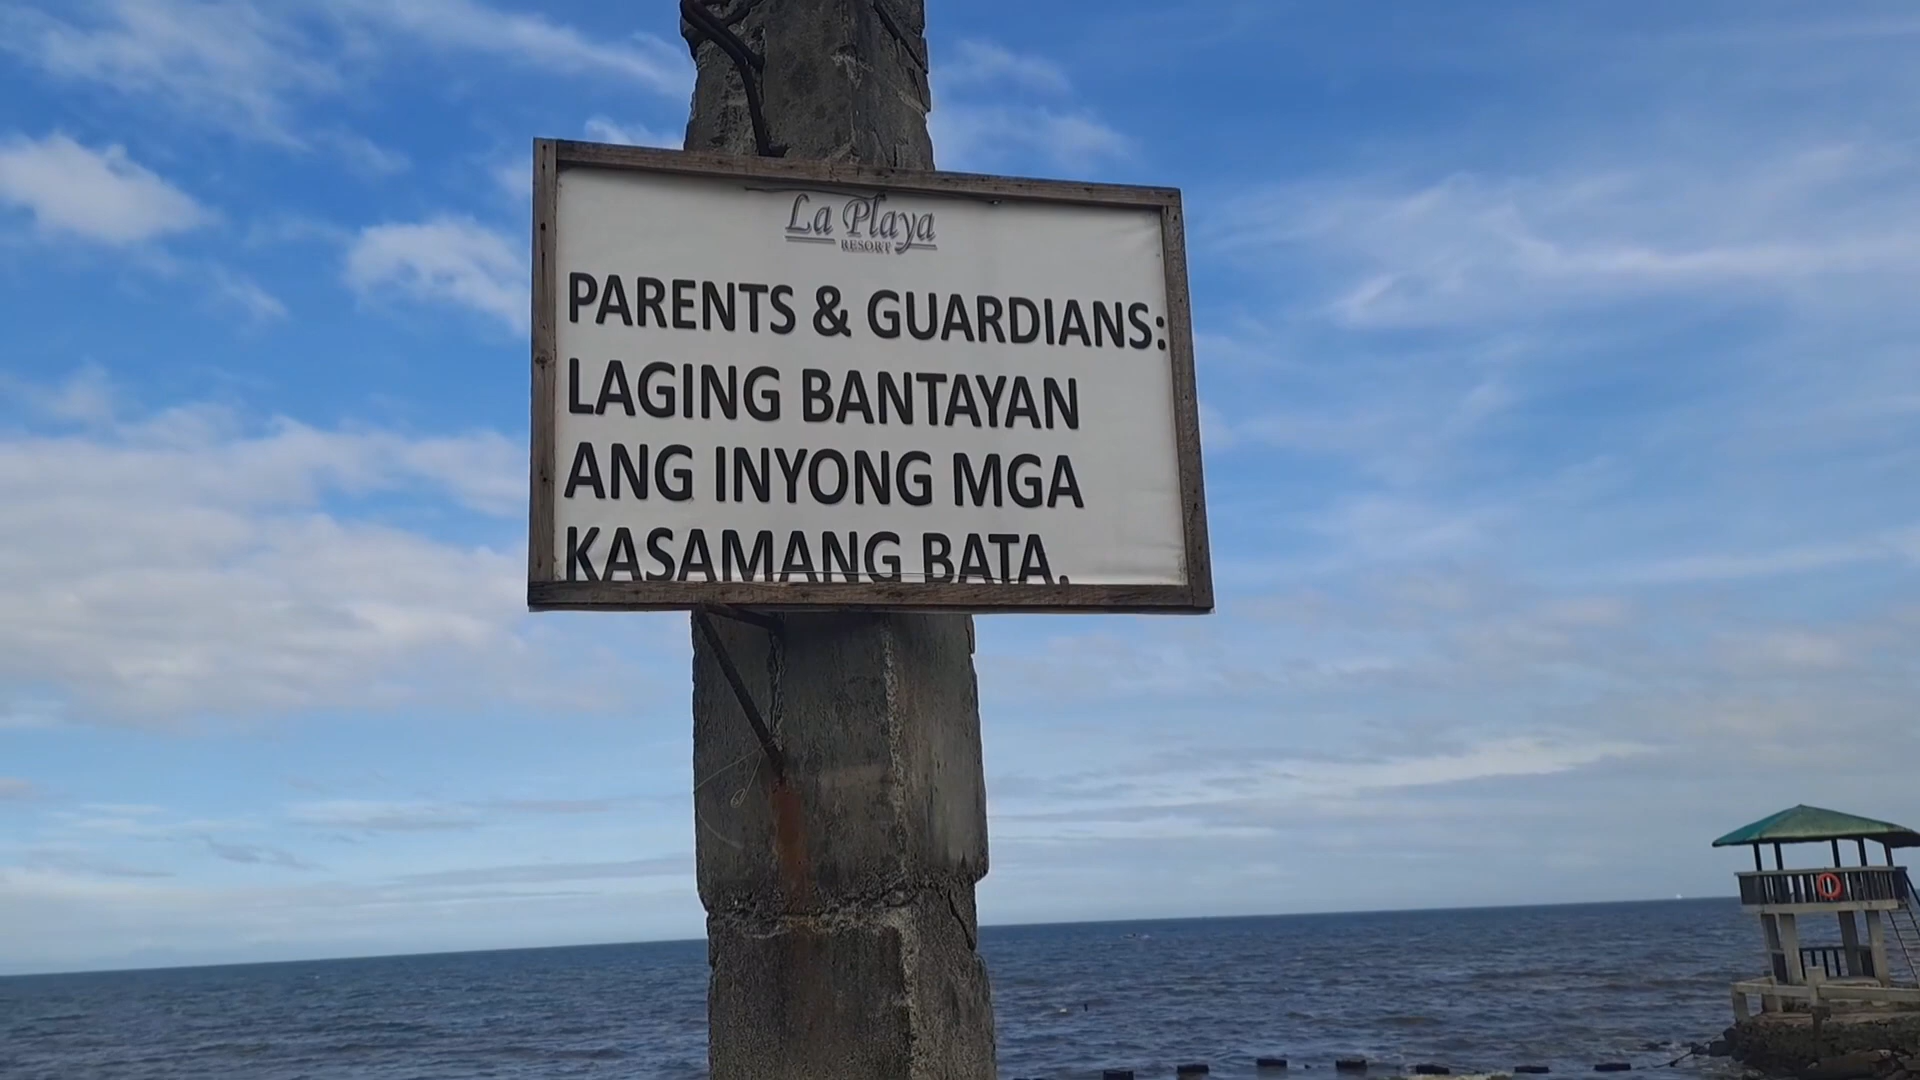 La Playa
RESORT
PARENTS & GUARDIANS:
LAGING BANTAYAN
ANG INYONG MGA
KASAMANG BATA.